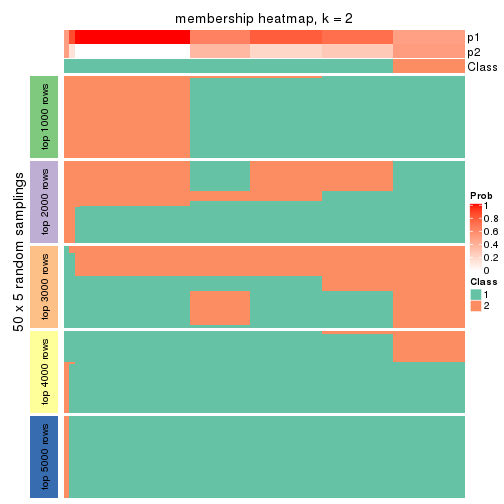 membership heatmap, k = 2
p1
p2
Class
50 x 5 random samplings
top 1000 rows
top 2000 rows
top 3000 rows
top 4000 rows
top 5000 rows
Prob
1
0.8
0.6
0.4
0.2
0
Class
1
2